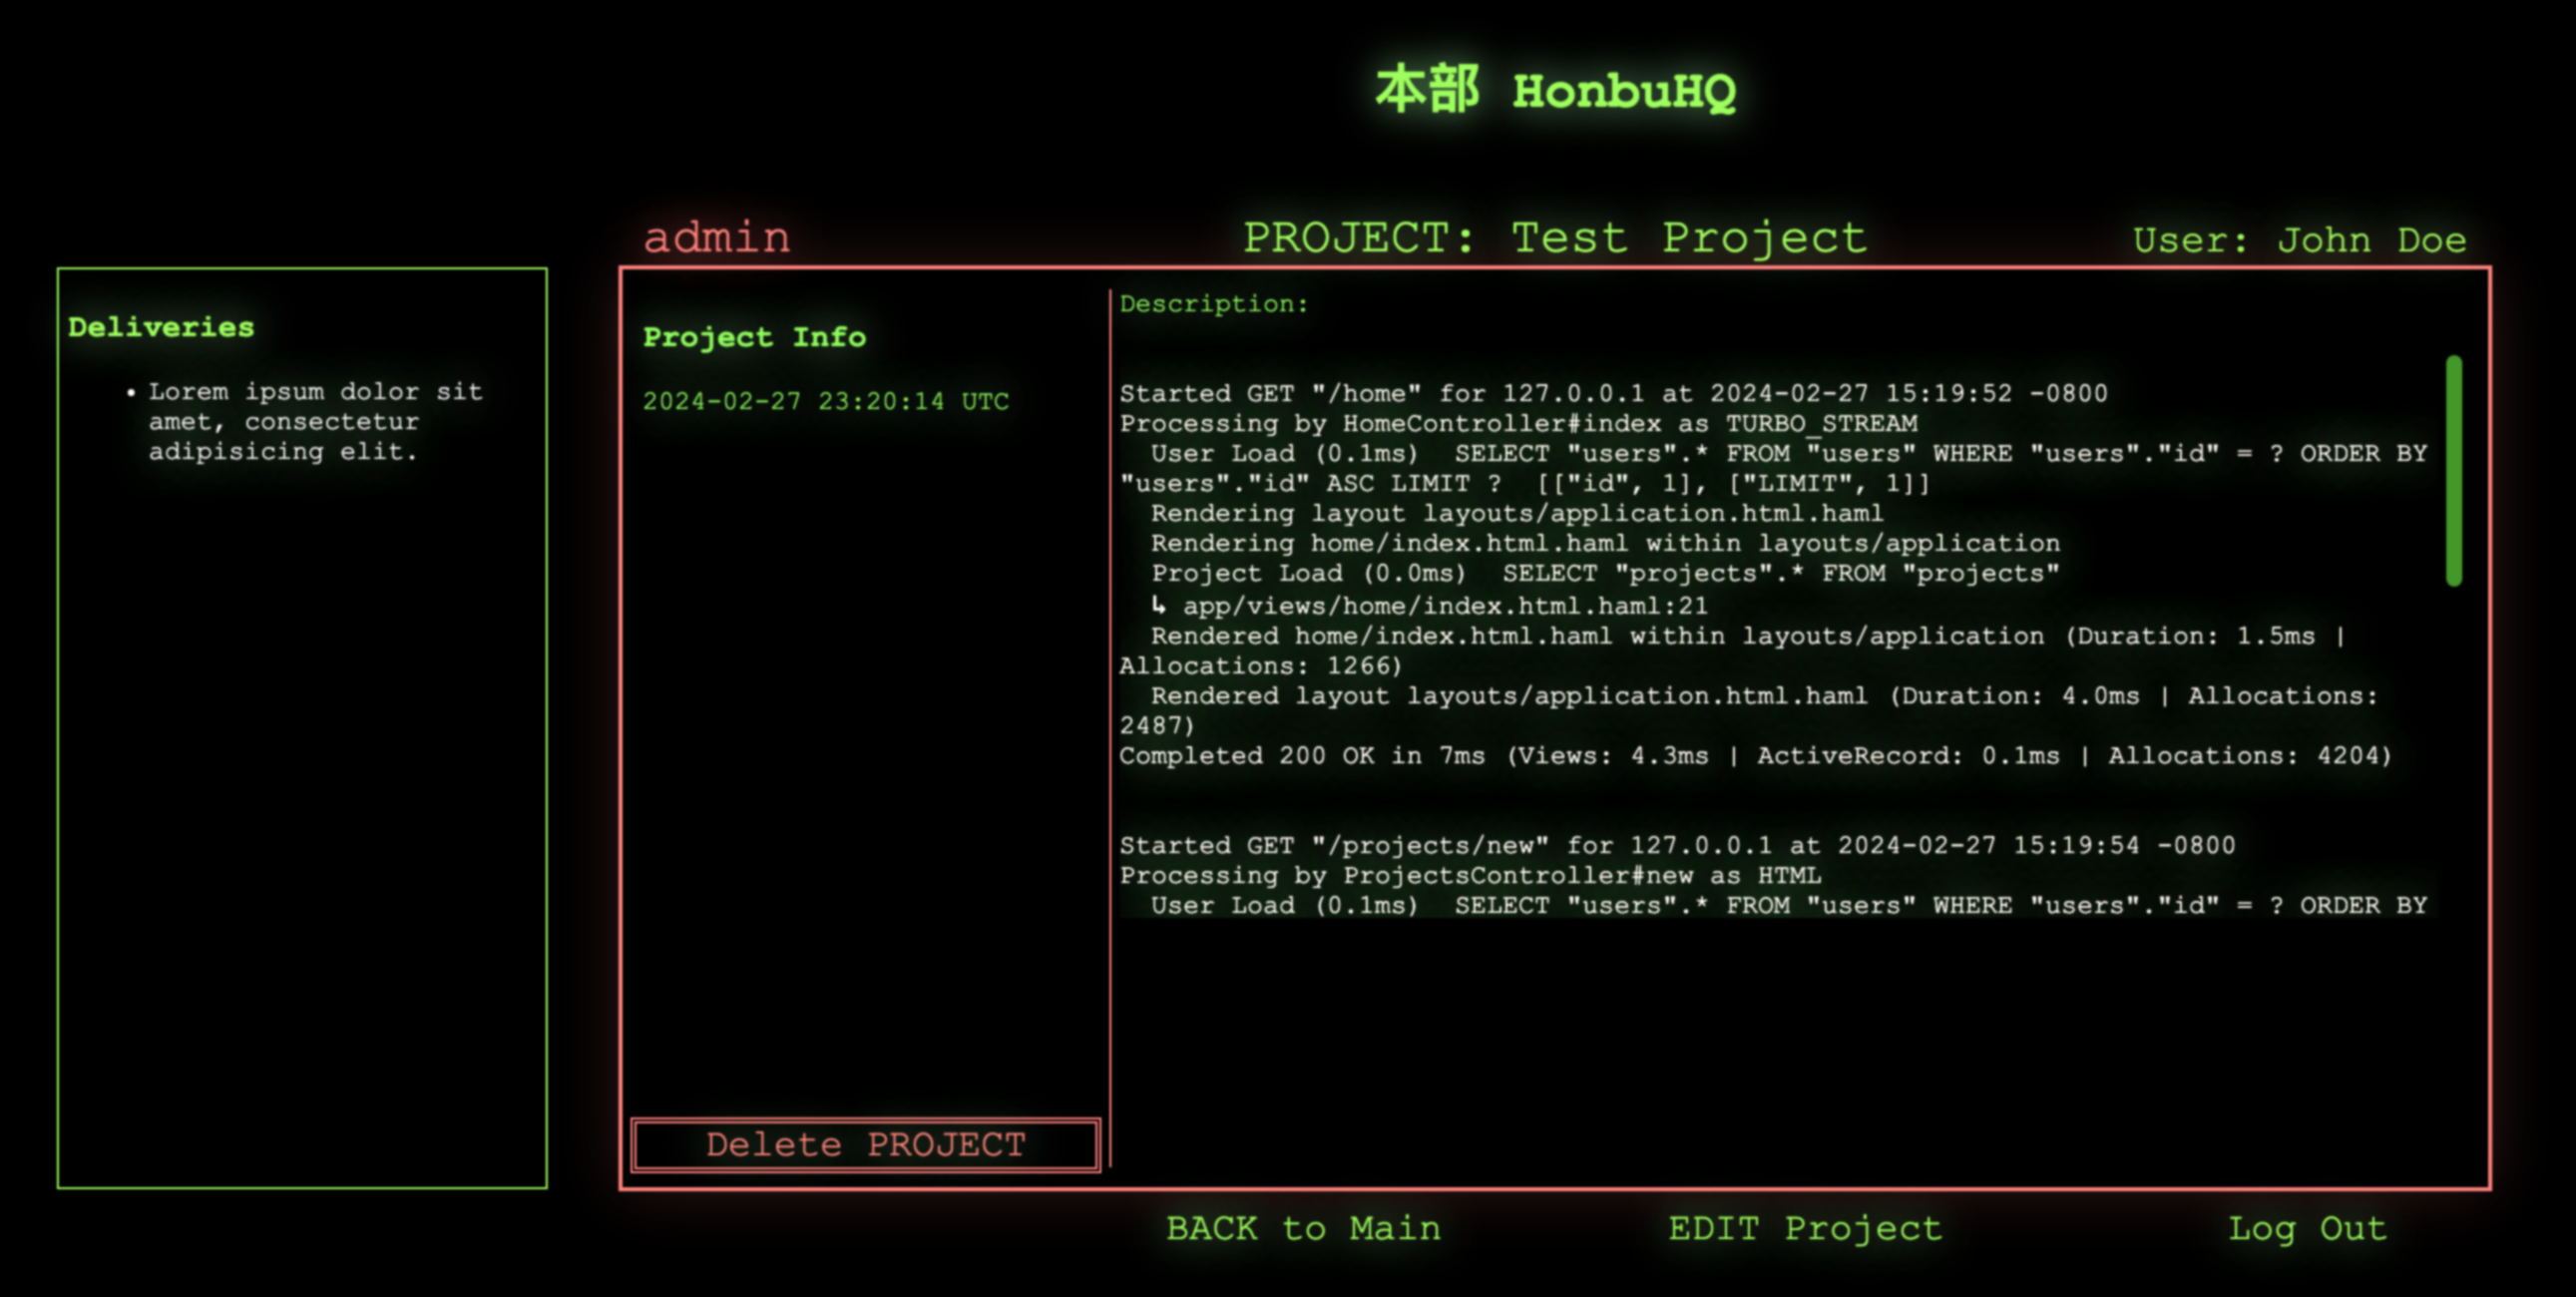 本部 HonbuHQ
admin
PROJECT: Test Project
User: John Doe
Deliveries
• Lorem ipsum dolor sit
amet, consectetur
adipisicing elit.
Project Info
2024-02-27 23:20:14 UTC
Delete PROJECT
Description:
Started GET "/home" for 127.0.0.1 at 2024-02-27 15:19:52 -0800
Processing by HomeController#index as TURBO_STREAM
  User Load (0.1ms)  SELECT "users".* FROM "users" WHERE "users"."id" = ? ORDER BY
"users"."id" ASC LIMIT ?  [["id", 1], ["LIMIT", 1]]
  Rendering layout layouts/application.html.haml
  Rendering home/index.html.haml within layouts/application
  Project Load (0.0ms)  SELECT "projects".* FROM "projects"
  ↳ app/views/home/index.html.haml:21
  Rendered home/index.html.haml within layouts/application (Duration: 1.5ms |
Allocations: 1266)
  Rendered layout layouts/application.html.haml (Duration: 4.0ms | Allocations:
2487)
Completed 200 OK in 7ms (Views: 4.3ms | ActiveRecord: 0.1ms | Allocations: 4204)
Started GET "/projects/new" for 127.0.0.1 at 2024-02-27 15:19:54 -0800
Processing by ProjectsController#new as HTML
  User Load (0.1ms)  SELECT "users".* FROM "users" WHERE "users"."id" = ? ORDER BY
BACK to Main
EDIT Project
Log Out